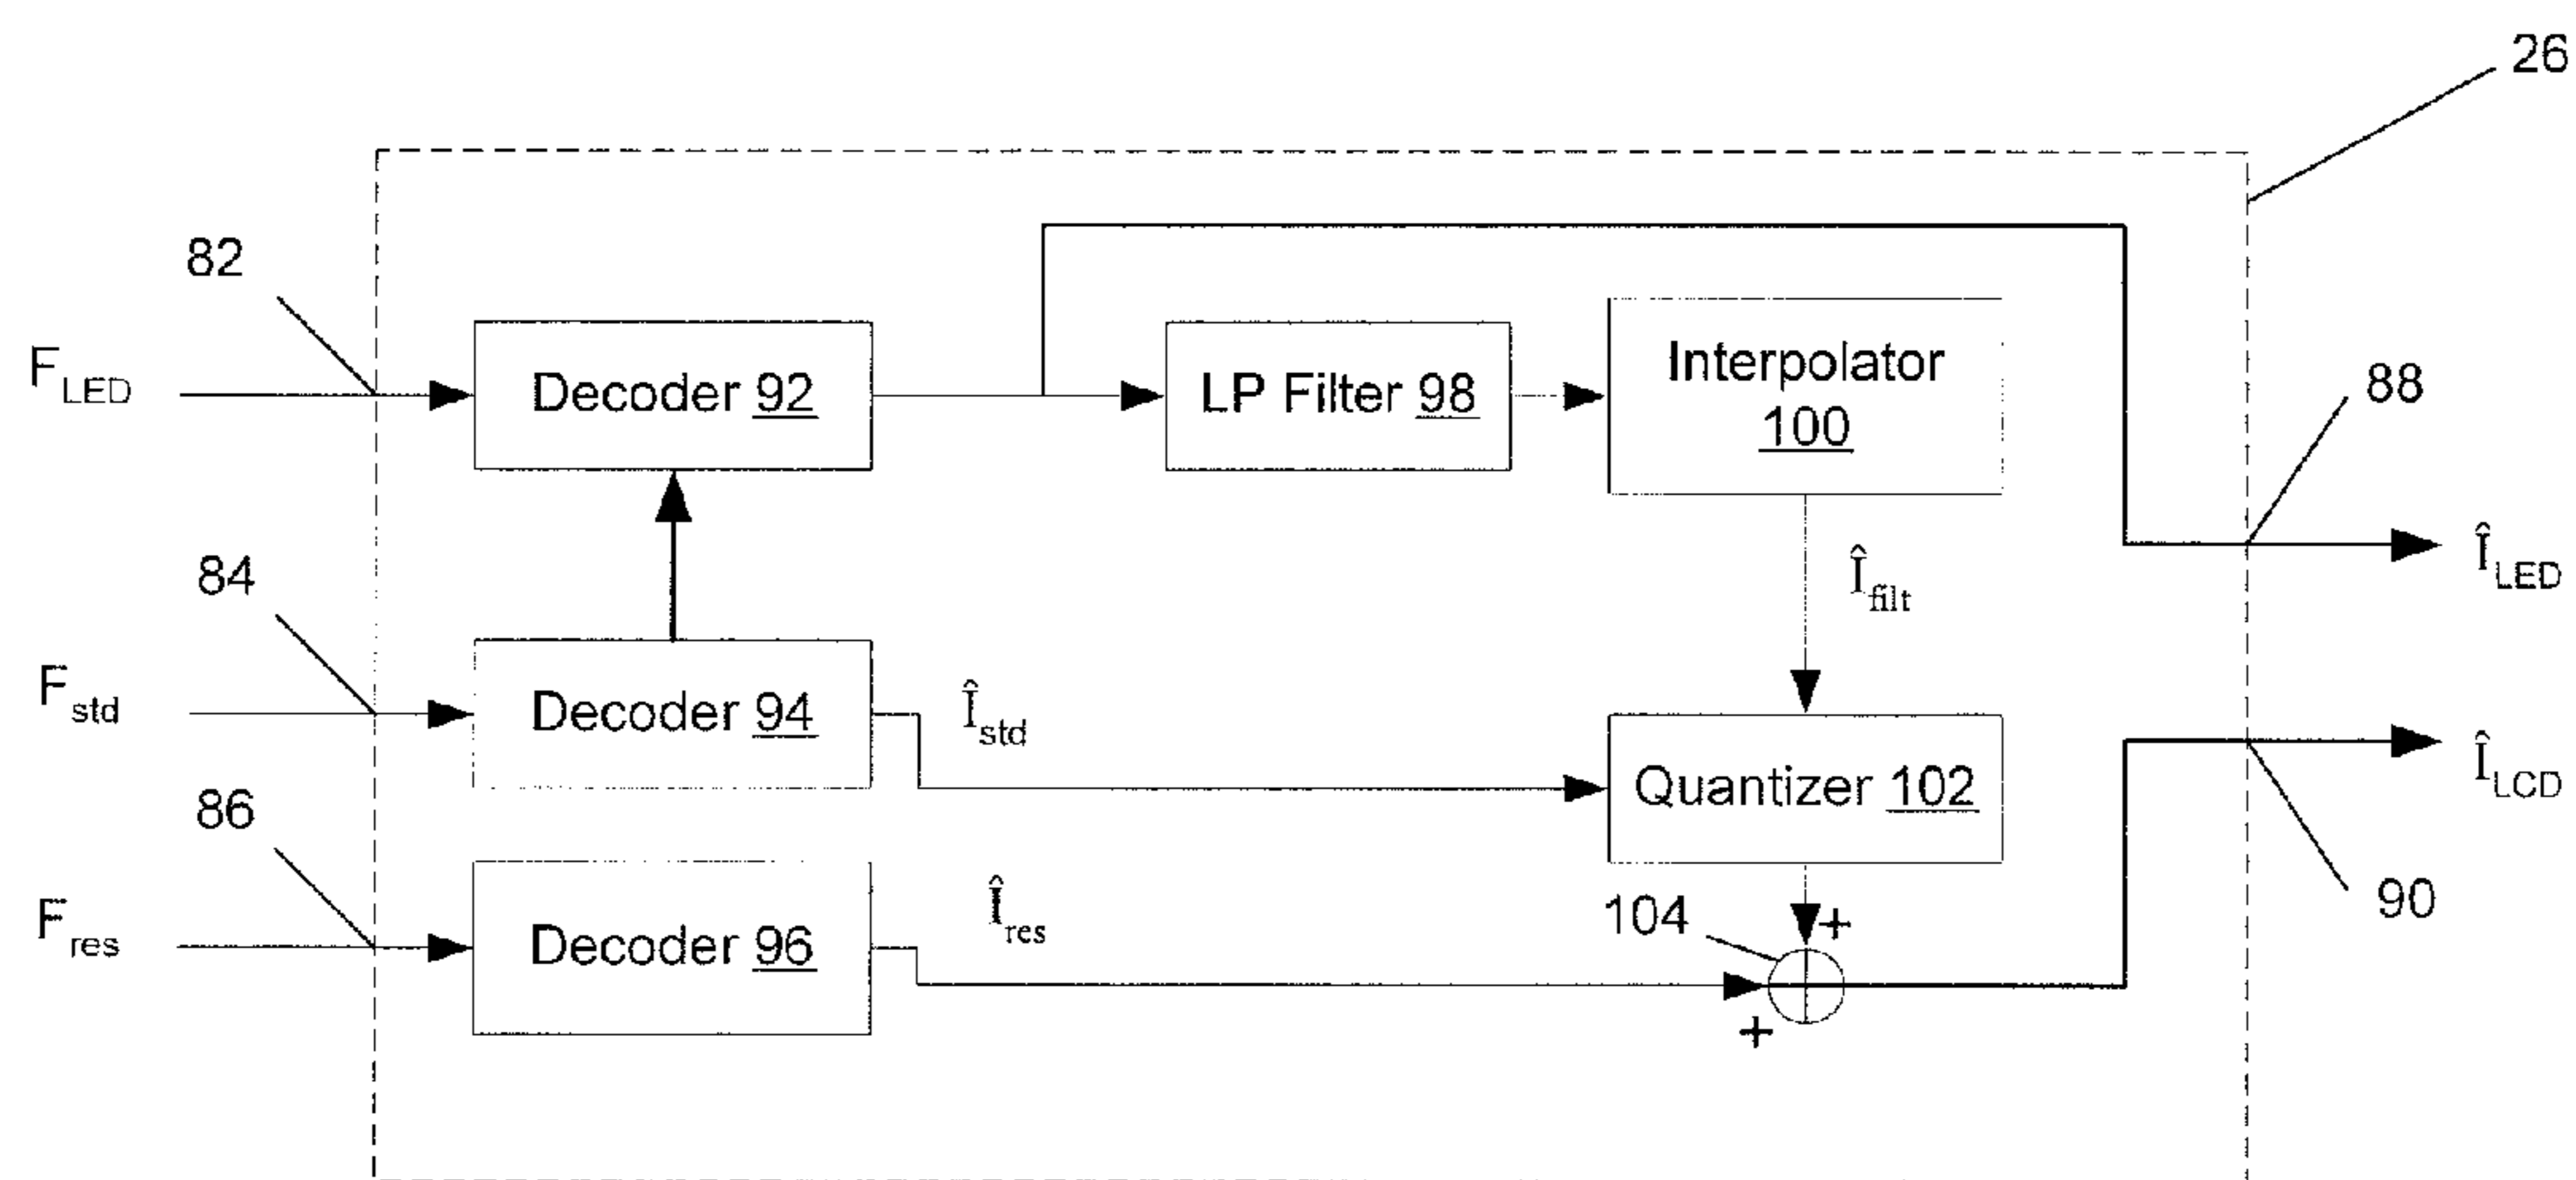 26
82
F_LED
Decoder 92
LP Filter 98
Interpolator
100
88
Î_LED
84
F_std
Decoder 94
Î_std
Î_filt
Quantizer 102
Î_LCD
86
F_res
Decoder 96
Î_res
104
+
+
90